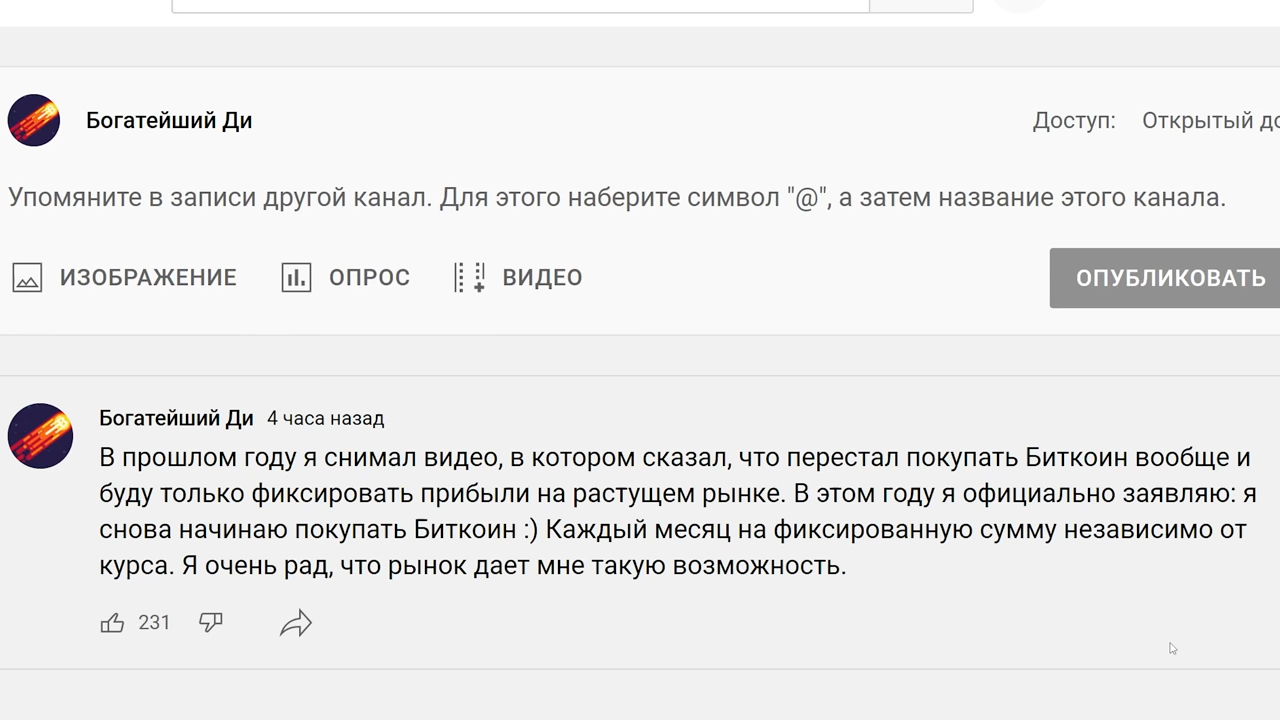 Богатейший Ди
Доступ: Открытый
Упомяните в записи другой канал. Для этого наберите символ "@", а затем название этого канала.
ИЗОБРАЖЕНИЕ ОПРОС ВИДЕО ОПУБЛИКОВАТЬ
Богатейший Ди 4 часа назад
В прошлом году я снимал видео, в котором сказал, что перестал покупать Биткоин вообще и
буду только фиксировать прибыли на растущем рынке. В этом году я официально заявляю: я
снова начинаю покупать Биткоин :) Каждый месяц на фиксированную сумму независимо от
курса. Я очень рад, что рынок дает мне такую возможность.
231